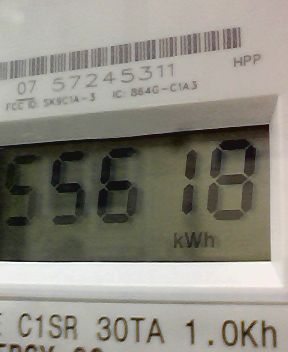 07 57245311 HPP
FCC ID: SK9C1A-3 IC: 864G-C1A3
55618
kWh
C1SR 30TA 1.0Kh